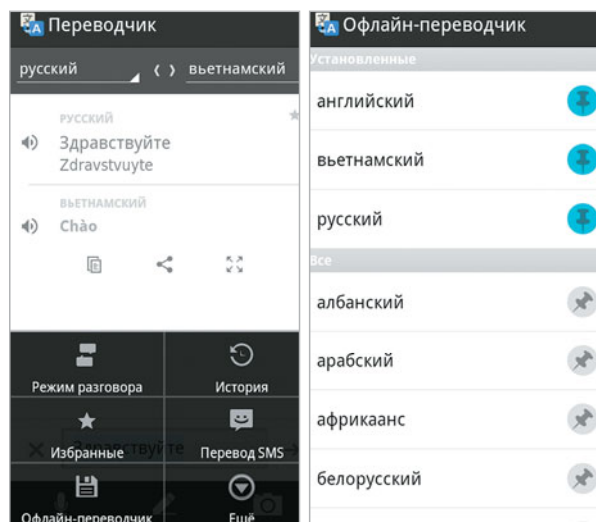 Переводчик
русский
вьетнамский
РУССКИЙ
Здравствуйте
Zdravstvuyte
ВЬЕТНАМСКИЙ
Chào
Режим разговора
История
Здравствуйте
Избранные
Перевод SMS
Офлайн-переводчик
Ещё
Офлайн-переводчик
Установленные
английский
вьетнамский
русский
Все
албанский
арабский
африкаанс
белорусский